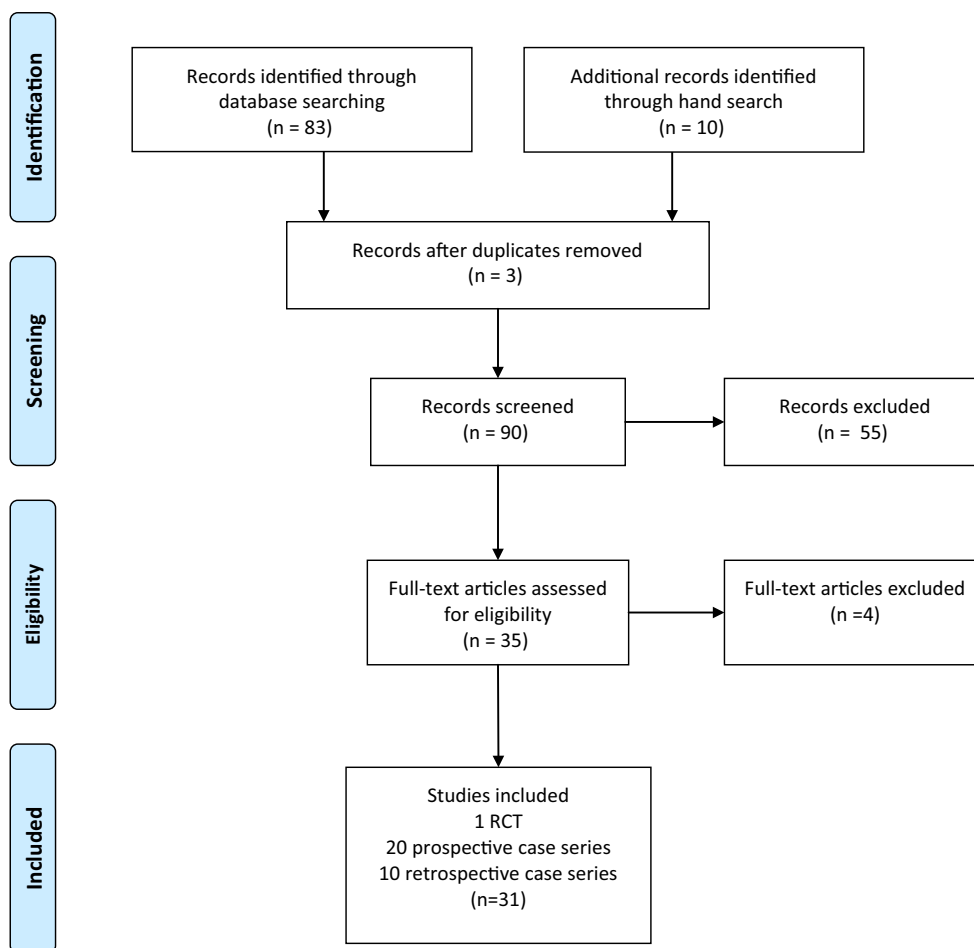 Identification
Records identified through
database searching
(n = 83)
Additional records identified
through hand search
(n = 10)
Screening
Records after duplicates removed
(n = 3)
Records screened
(n = 90)
Records excluded
(n =  55)
Eligibility
Full-text articles assessed
for eligibility
(n = 35)
Full-text articles excluded
(n =4)
Included
Studies included
1 RCT
20 prospective case series
10 retrospective case series
(n=31)